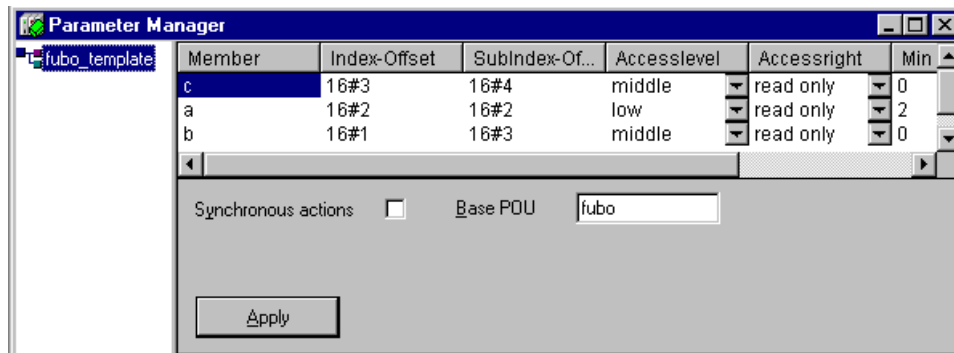 Parameter Manager
fubo_template
Member Index-Offset SubIndex-Of... Accesslevel Accessright Min
c 16#3 16#4 middle read only 0
a 16#2 16#2 low read only 2
b 16#1 16#3 middle read only 0
Synchronous actions Base POU fubo
Apply